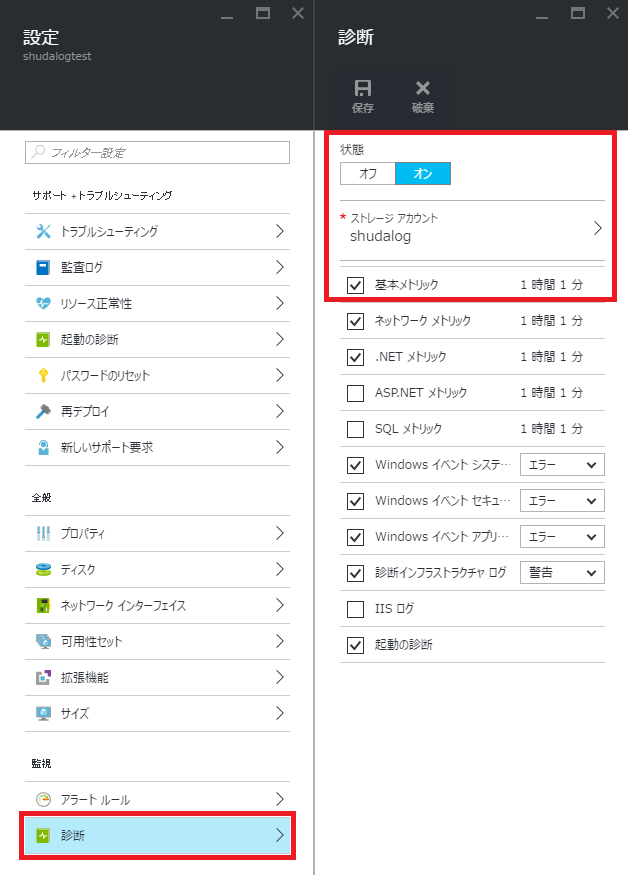 設定
shudalogtest
フィルター設定
サポート + トラブルシューティング
トラブルシューティング
監査ログ
リソース正常性
起動の診断
パスワードのリセット
再デプロイ
新しいサポート要求
全般
プロパティ
ディスク
ネットワーク インターフェイス
可用性セット
拡張機能
サイズ
監視
アラート ルール
診断
診断
保存 破棄
状態
オフ オン
* ストレージ アカウント
shudalog
基本メトリック 1 時間 1 分
ネットワーク メトリック 1 時間 1 分
.NET メトリック 1 時間 1 分
ASP.NET メトリック 1 時間 1 分
SQL メトリック 1 時間 1 分
Windows イベント システ… エラー
Windows イベント セキュ… エラー
Windows イベント アプリ… エラー
診断インフラストラクチャ ログ 警告
IIS ログ
起動の診断